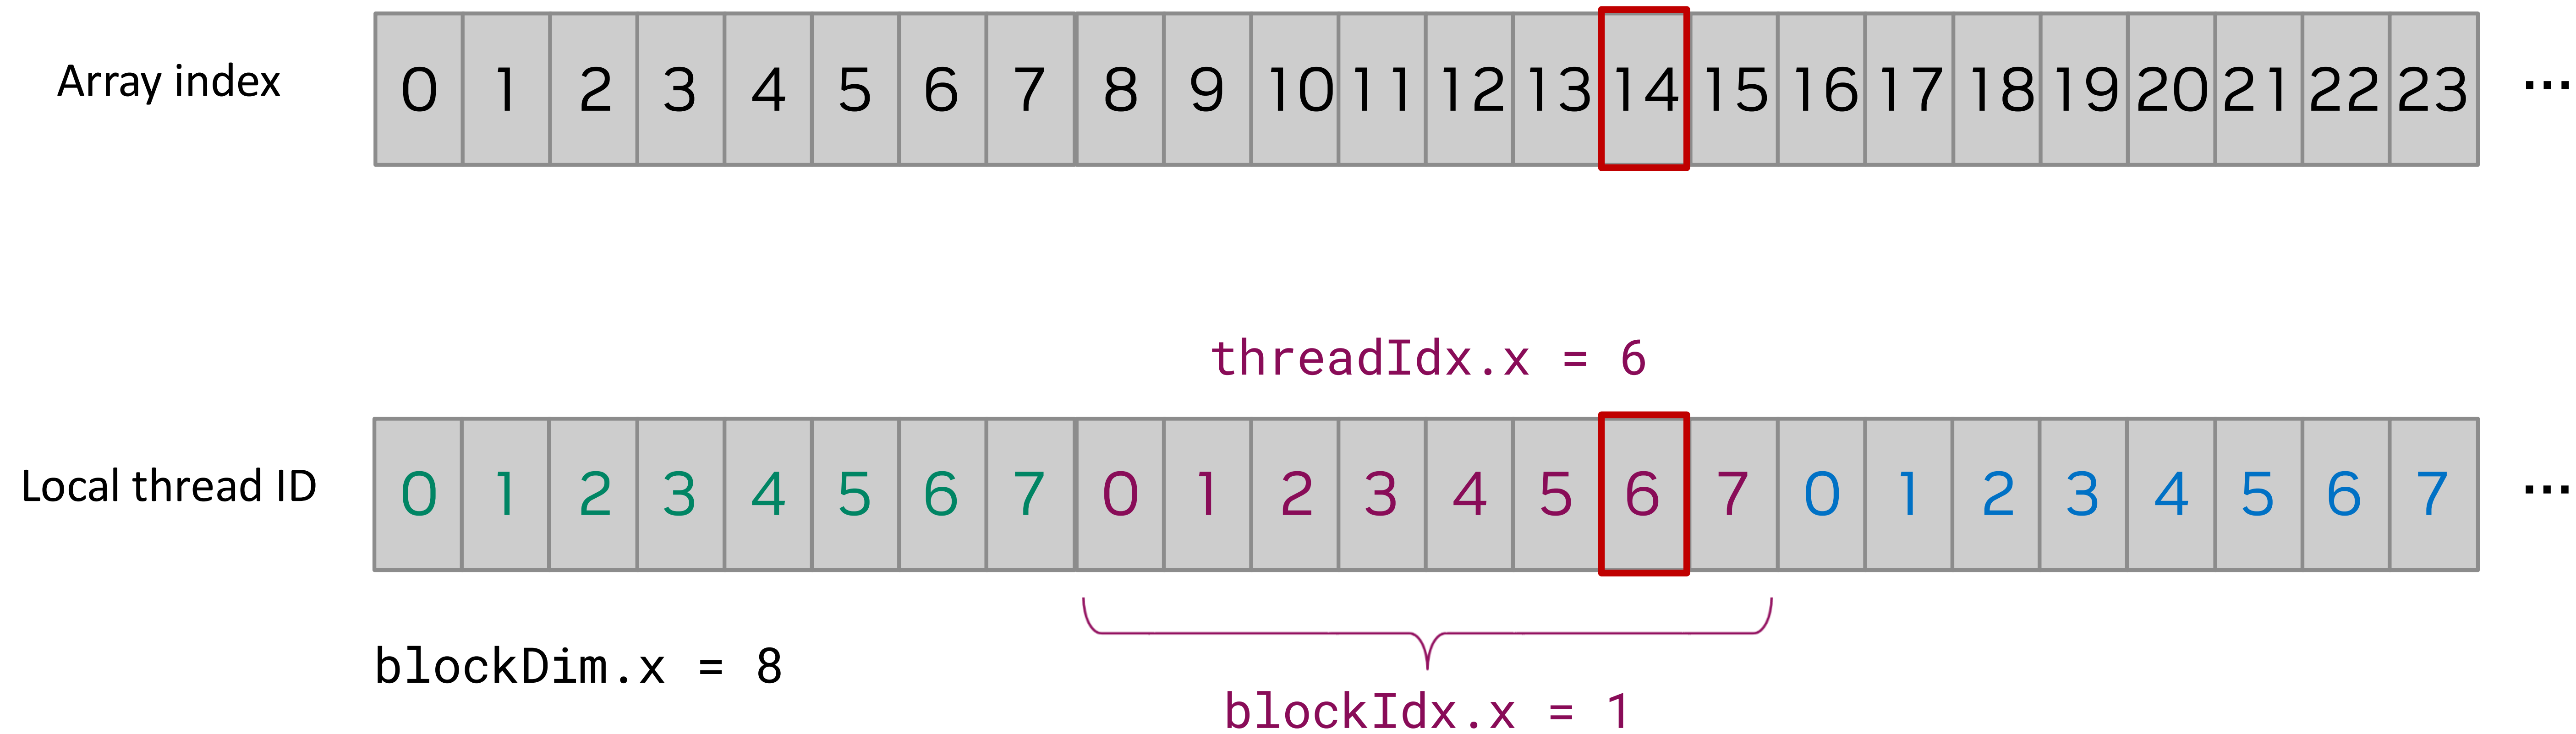 Array index 0 1 2 3 4 5 6 7 8 9 10 11 12 13 14 15 16 17 18 19 20 21 22 23 ...
threadIdx.x = 6
Local thread ID 0 1 2 3 4 5 6 7 0 1 2 3 4 5 6 7 0 1 2 3 4 5 6 7 ...
blockDim.x = 8
blockIdx.x = 1